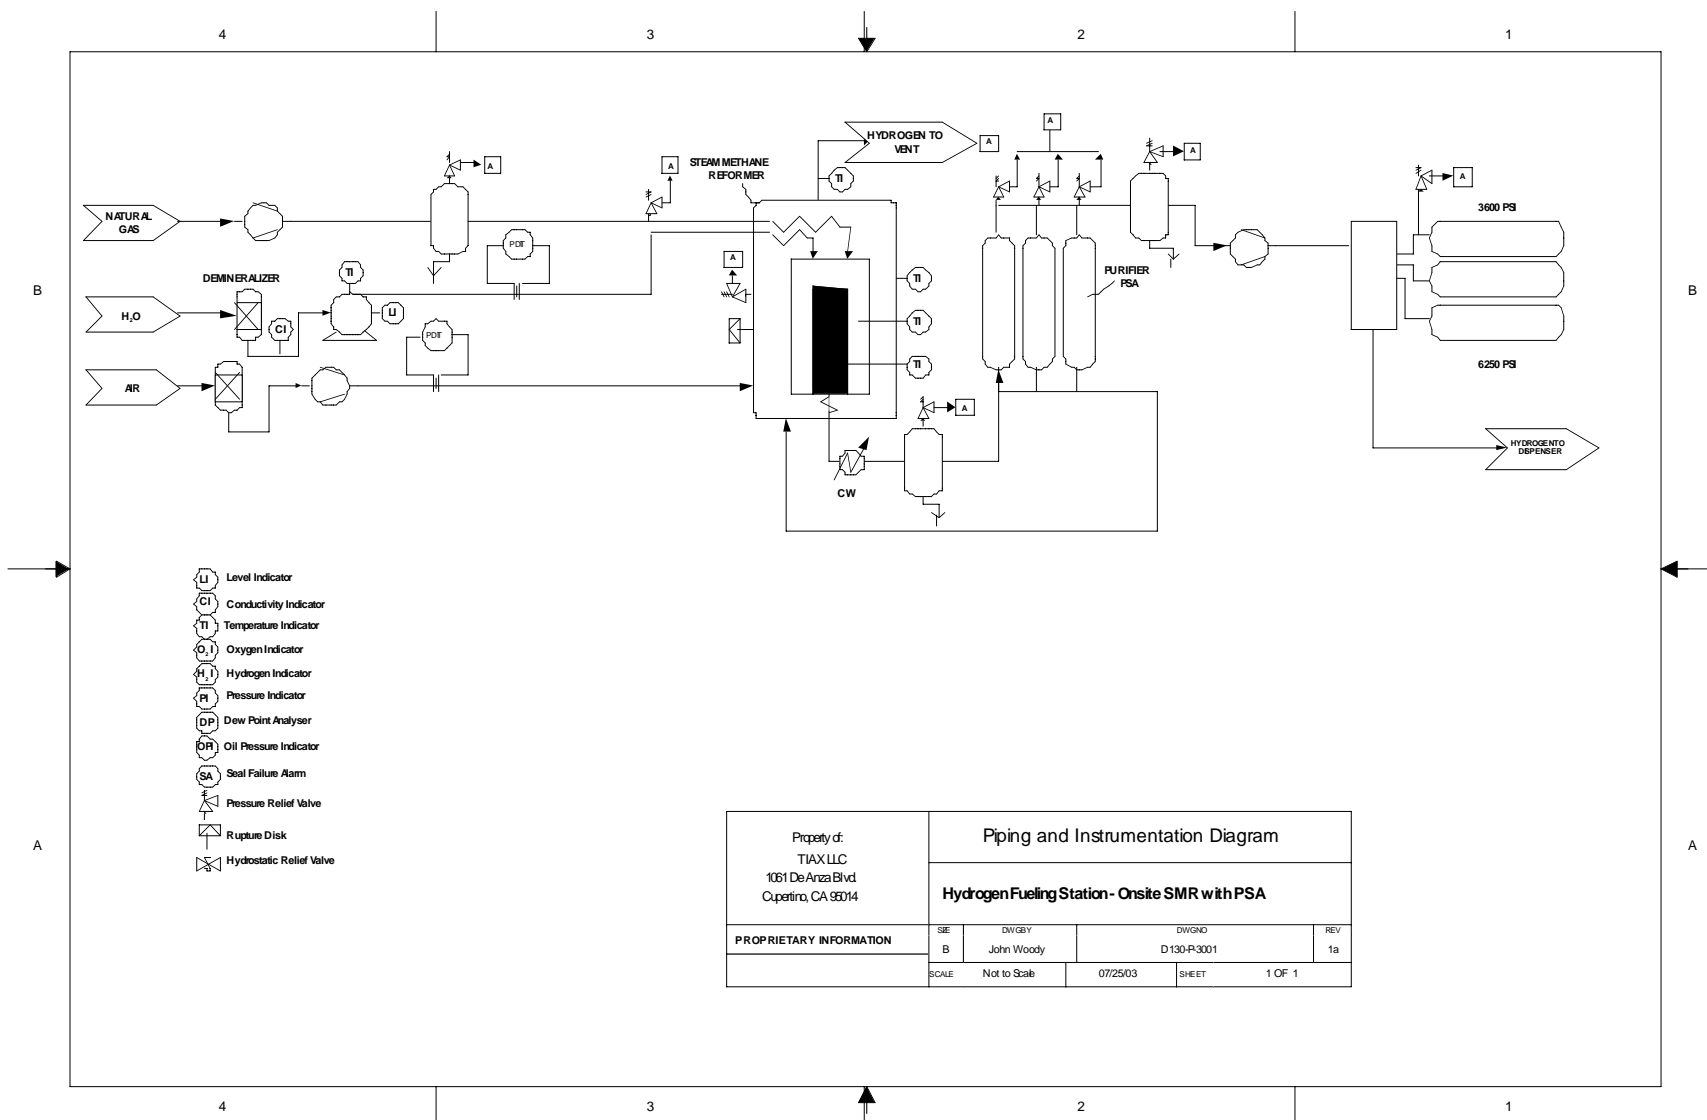 4
3
2
1
B
B
A
A
4
3
2
1
NATURAL
GAS
A
A
PDT
DEMINERALIZER
H2O
CI
TI
LI
PDT
AIR
STEAM METHANE
REFORMER
HYDROGEN TO
VENT
A
TI
A
TI
TI
TI
CW
A
A
PURIFIER
PSA
A
A
3600 PSI
6250 PSI
HYDROGEN TO
DISPENSER
LI Level Indicator
CI Conductivity Indicator
TI Temperature Indicator
O2 I Oxygen Indicator
H2 I Hydrogen Indicator
PI Pressure Indicator
DP Dew Point Analyser
OPI Oil Pressure Indicator
SA Seal Failure Alarm
Pressure Relief Valve
Rupture Disk
Hydrostatic Relief Valve
Property of:
TIAX LLC
1061 De Anza Blvd.
Cupertino, CA 95014
PROPRIETARY INFORMATION
Piping and Instrumentation Diagram
Hydrogen Fueling Station - Onsite SMR with PSA
SIZE
B
DWG BY
John Woody
DWG NO
D130-P-3001
REV
1a
SCALE Not to Scale
07/25/03
SHEET 1 OF 1